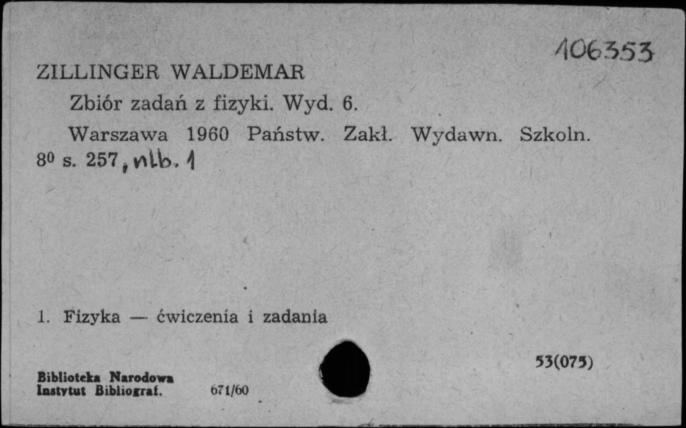 106353
ZILLINGER WALDEMAR
Zbiór zadań z fizyki. Wyd. 6.
Warszawa 1960 Państw. Zakł. Wydawn. Szkoln.
8⁰ s. 257, nlb. 1
1. Fizyka — ćwiczenia i zadania
53(075)
Biblioteka Narodowa
Instytut Bibliograf. 671/60